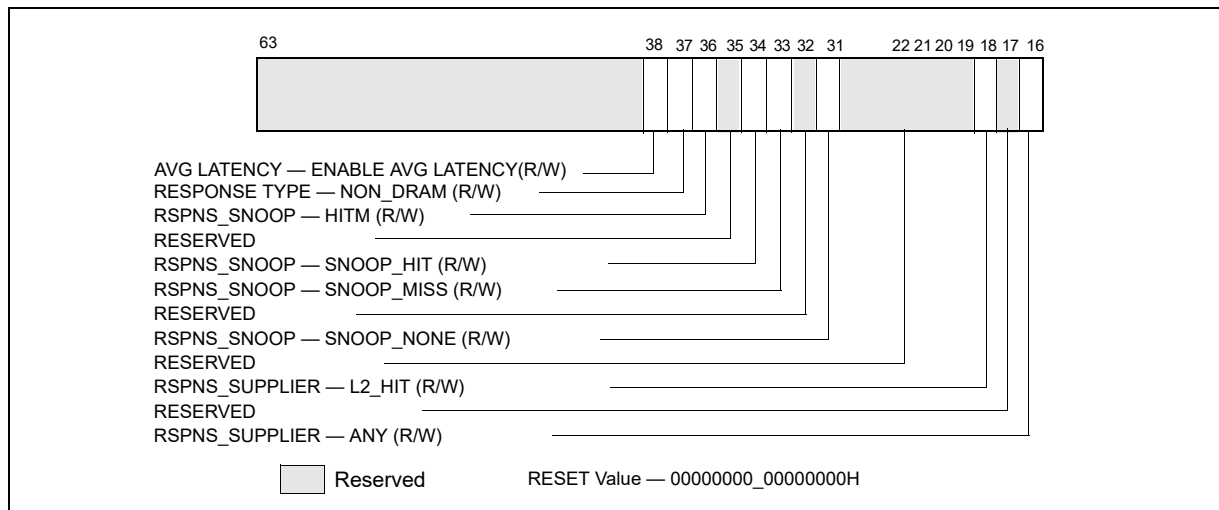 63 38 37 36 35 34 33 32 31 22 21 20 19 18 17 16
AVG LATENCY — ENABLE AVG LATENCY(R/W)
RESPONSE TYPE — NON_DRAM (R/W)
RSPNS_SNOOP — HITM (R/W)
RESERVED
RSPNS_SNOOP — SNOOP_HIT (R/W)
RSPNS_SNOOP — SNOOP_MISS (R/W)
RESERVED
RSPNS_SNOOP — SNOOP_NONE (R/W)
RESERVED
RSPNS_SUPPLIER — L2_HIT (R/W)
RESERVED
RSPNS_SUPPLIER — ANY (R/W)
Reserved RESET Value — 00000000_00000000H